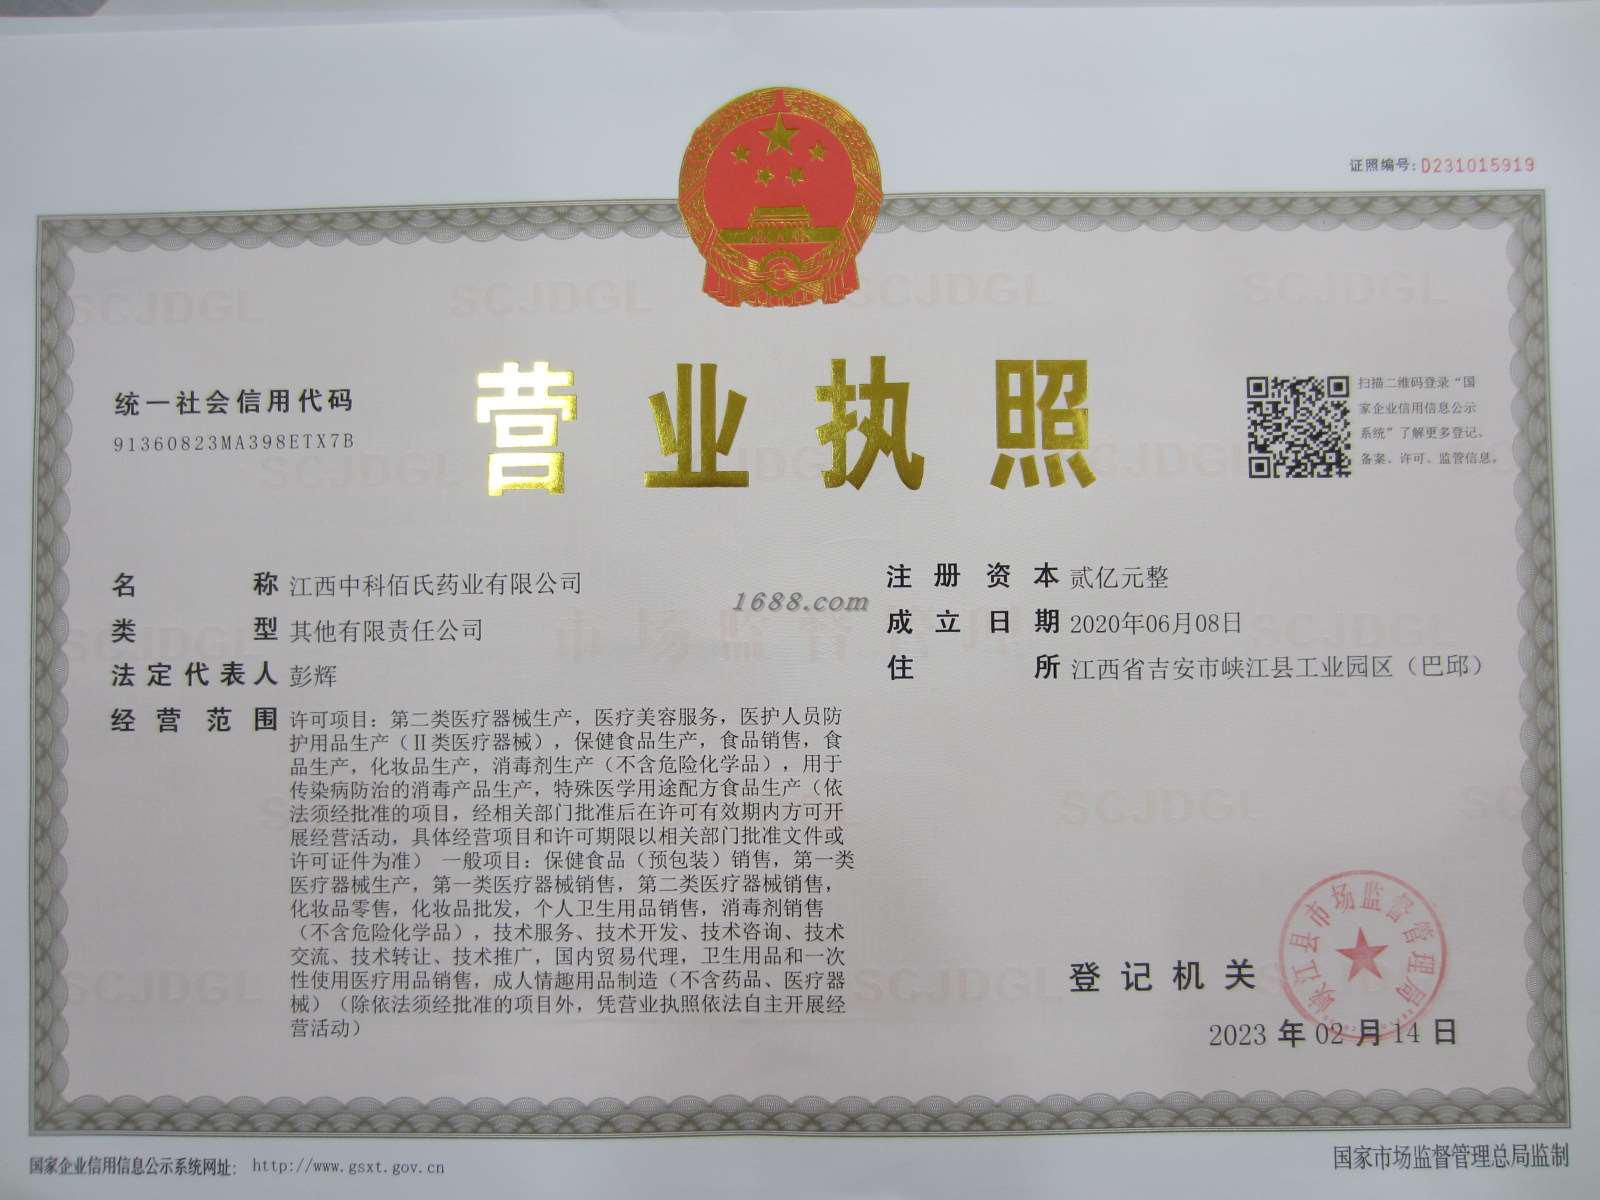 证照编号:D231015919
营业执照
统一社会信用代码
91360823MA398ETX7B
扫描二维码登录“国
家企业信用信息公示
系统”了解更多登记、
备案、许可、监管信息。
名称 江西中科佰氏药业有限公司
类型 其他有限责任公司
法定代表人 彭辉
经营范围 许可项目：第二类医疗器械生产，医疗美容服务，医护人员防
护用品生产（Ⅱ类医疗器械），保健食品生产，食品销售，食
品生产，化妆品生产，消毒剂生产（不含危险化学品），用于
传染病防治的消毒产品生产，特殊医学用途配方食品生产（依
法须经批准的项目，经相关部门批准后在许可有效期内方可开
展经营活动，具体经营项目和许可期限以相关部门批准文件或
许可证件为准） 一般项目：保健食品（预包装）销售，第一类
医疗器械生产，第一类医疗器械销售，第二类医疗器械销售，
化妆品零售，化妆品批发，个人卫生用品销售，消毒剂销售
（不含危险化学品），技术服务、技术开发、技术咨询、技术
交流、技术转让、技术推广，国内贸易代理，卫生用品和一次
性使用医疗用品销售，成人情趣用品制造（不含药品、医疗器
械）（除依法须经批准的项目外，凭营业执照依法自主开展经
营活动）
1688.com
注册资本 贰亿元整
成立日期 2020年06月08日
住所 江西省吉安市峡江县工业园区（巴邱）
登记机关
峡江县市场监督管理局
2023 年 02 月 14 日
国家企业信用信息公示系统网址: http://www.gsxt.gov.cn
国家市场监督管理总局监制